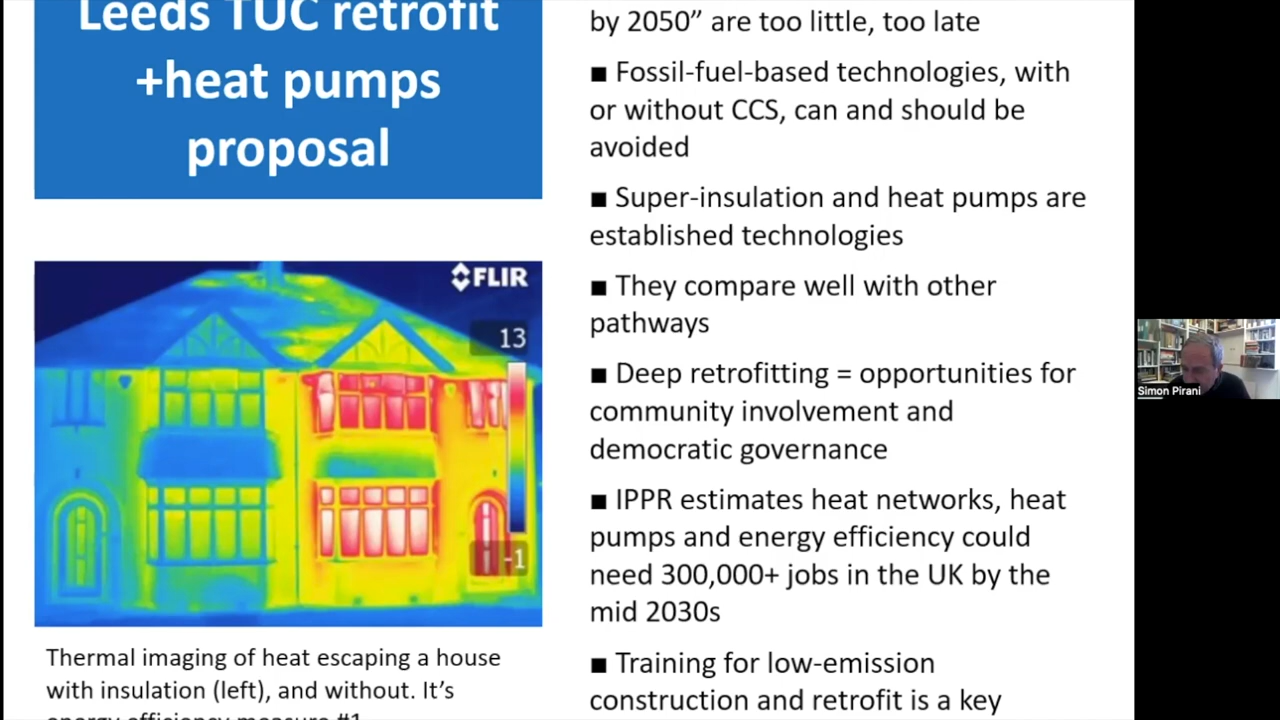 Leeds TUC retrofit
+heat pumps
proposal
FLIR
13
-1
Thermal imaging of heat escaping a house
with insulation (left), and without. It’s
energy efficiency measure #1
by 2050” are too little, too late
■ Fossil-fuel-based technologies, with
or without CCS, can and should be
avoided
■ Super-insulation and heat pumps are
established technologies
■ They compare well with other
pathways
■ Deep retrofitting = opportunities for
community involvement and
democratic governance
■ IPPR estimates heat networks, heat
pumps and energy efficiency could
need 300,000+ jobs in the UK by the
mid 2030s
■ Training for low-emission
construction and retrofit is a key
Simon Pirani